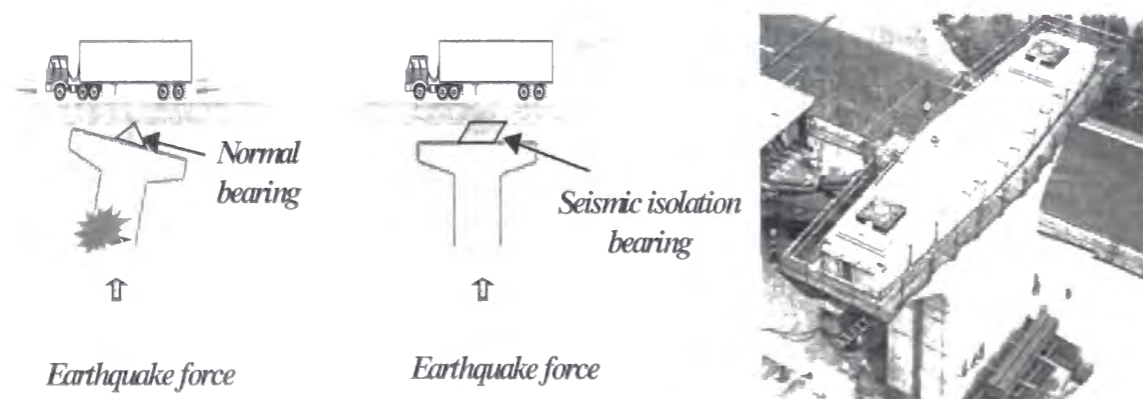 Normal
bearing
Seismic isolation
bearing
Earthquake force
Earthquake force